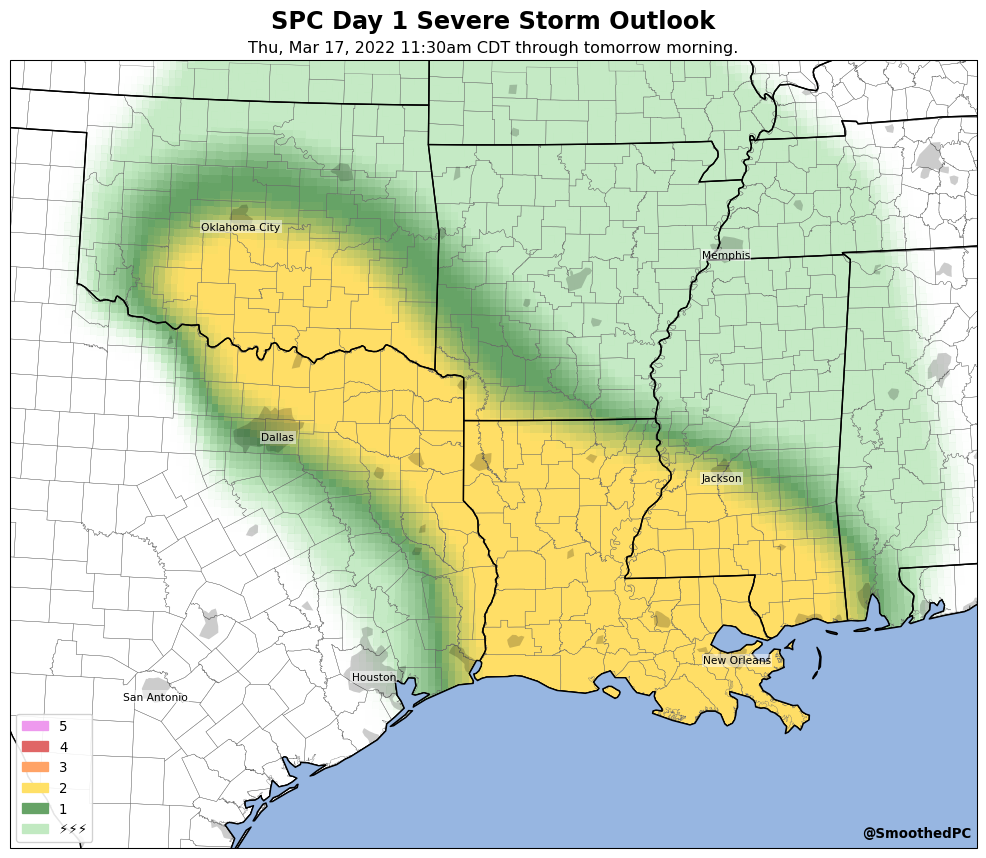 SPC Day 1 Severe Storm Outlook
Thu, Mar 17, 2022 11:30am CDT through tomorrow morning.
Oklahoma City
Memphis
Dallas
Jackson
New Orleans
Houston
San Antonio
5
4
3
2
1
⚡⚡⚡
@SmoothedPC